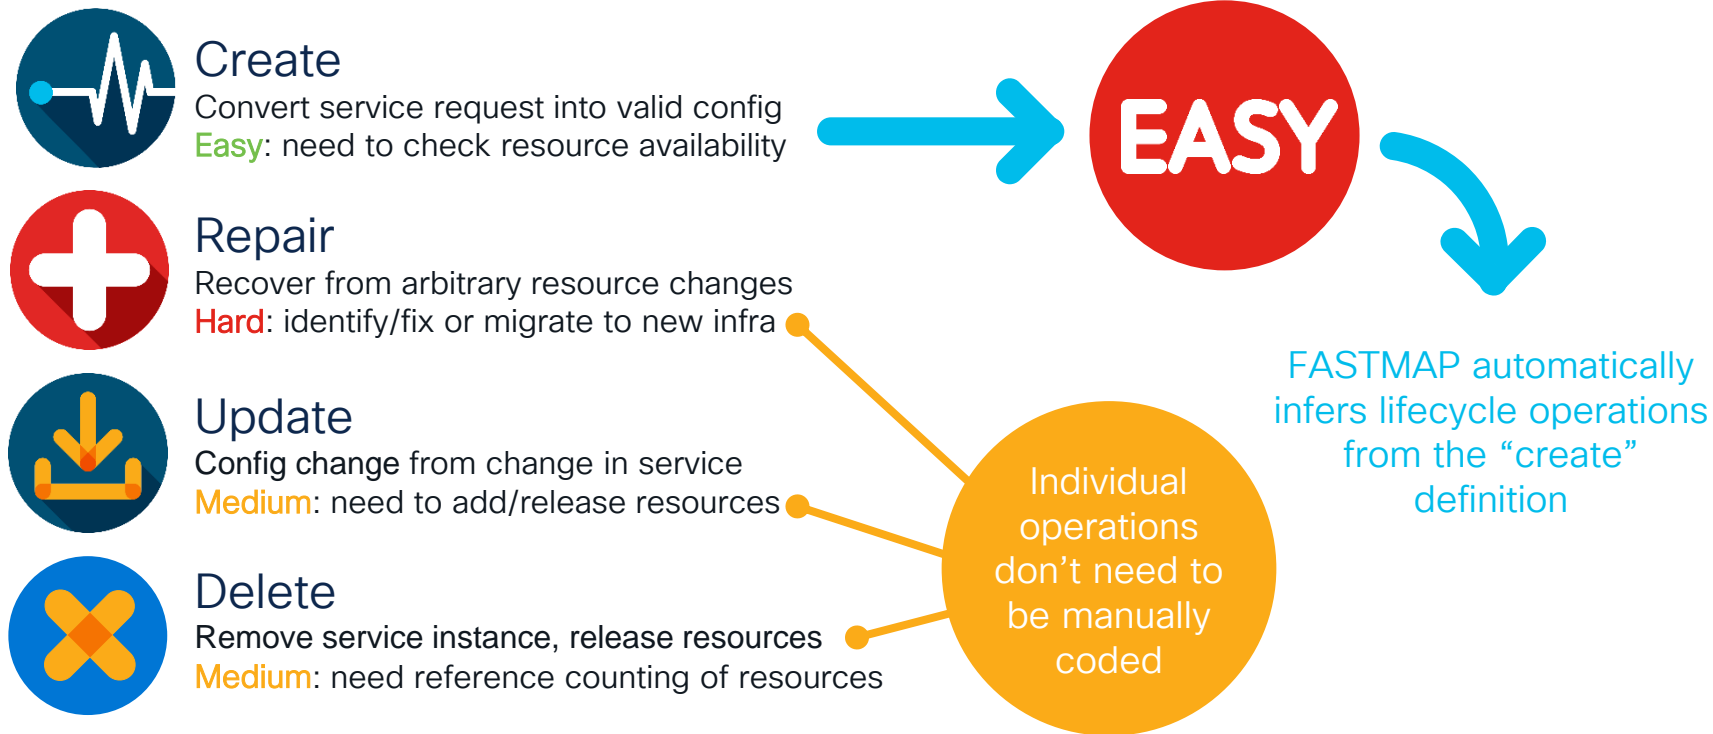 Create
Convert service request into valid config
Easy: need to check resource availability
EASY
Repair
Recover from arbitrary resource changes
Hard: identify/fix or migrate to new infra
Update
Config change from change in service
Medium: need to add/release resources
Delete
Remove service instance, release resources
Medium: need reference counting of resources
Individual
operations
don’t need to
be manually
coded
FASTMAP automatically
infers lifecycle operations
from the “create”
definition